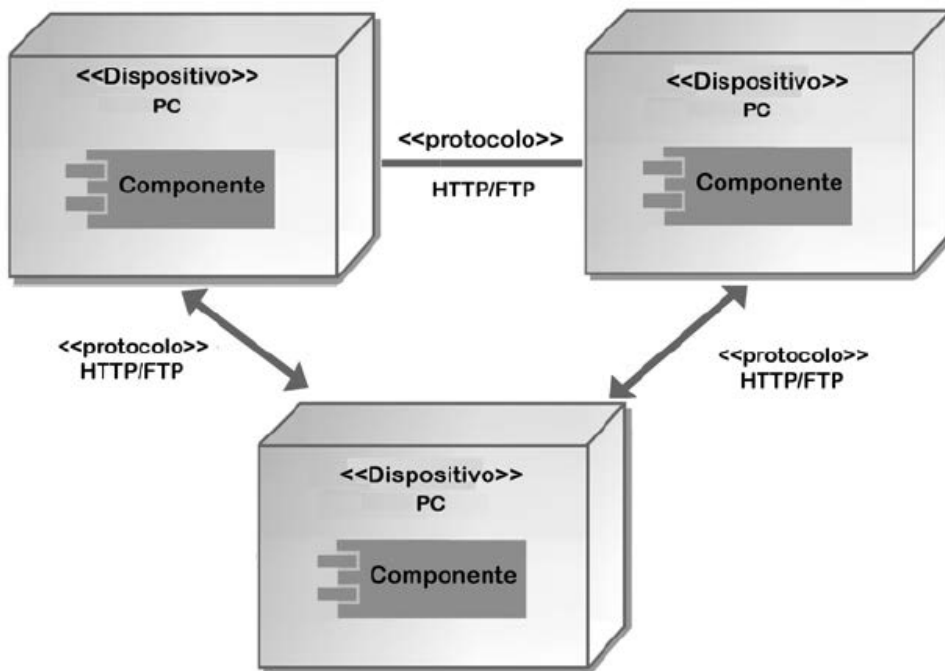 <<Dispositivo>>
PC
Componente
<<protocolo>>
HTTP/FTP
<<Dispositivo>>
PC
Componente
<<protocolo>>
HTTP/FTP
<<protocolo>>
HTTP/FTP
<<Dispositivo>>
PC
Componente